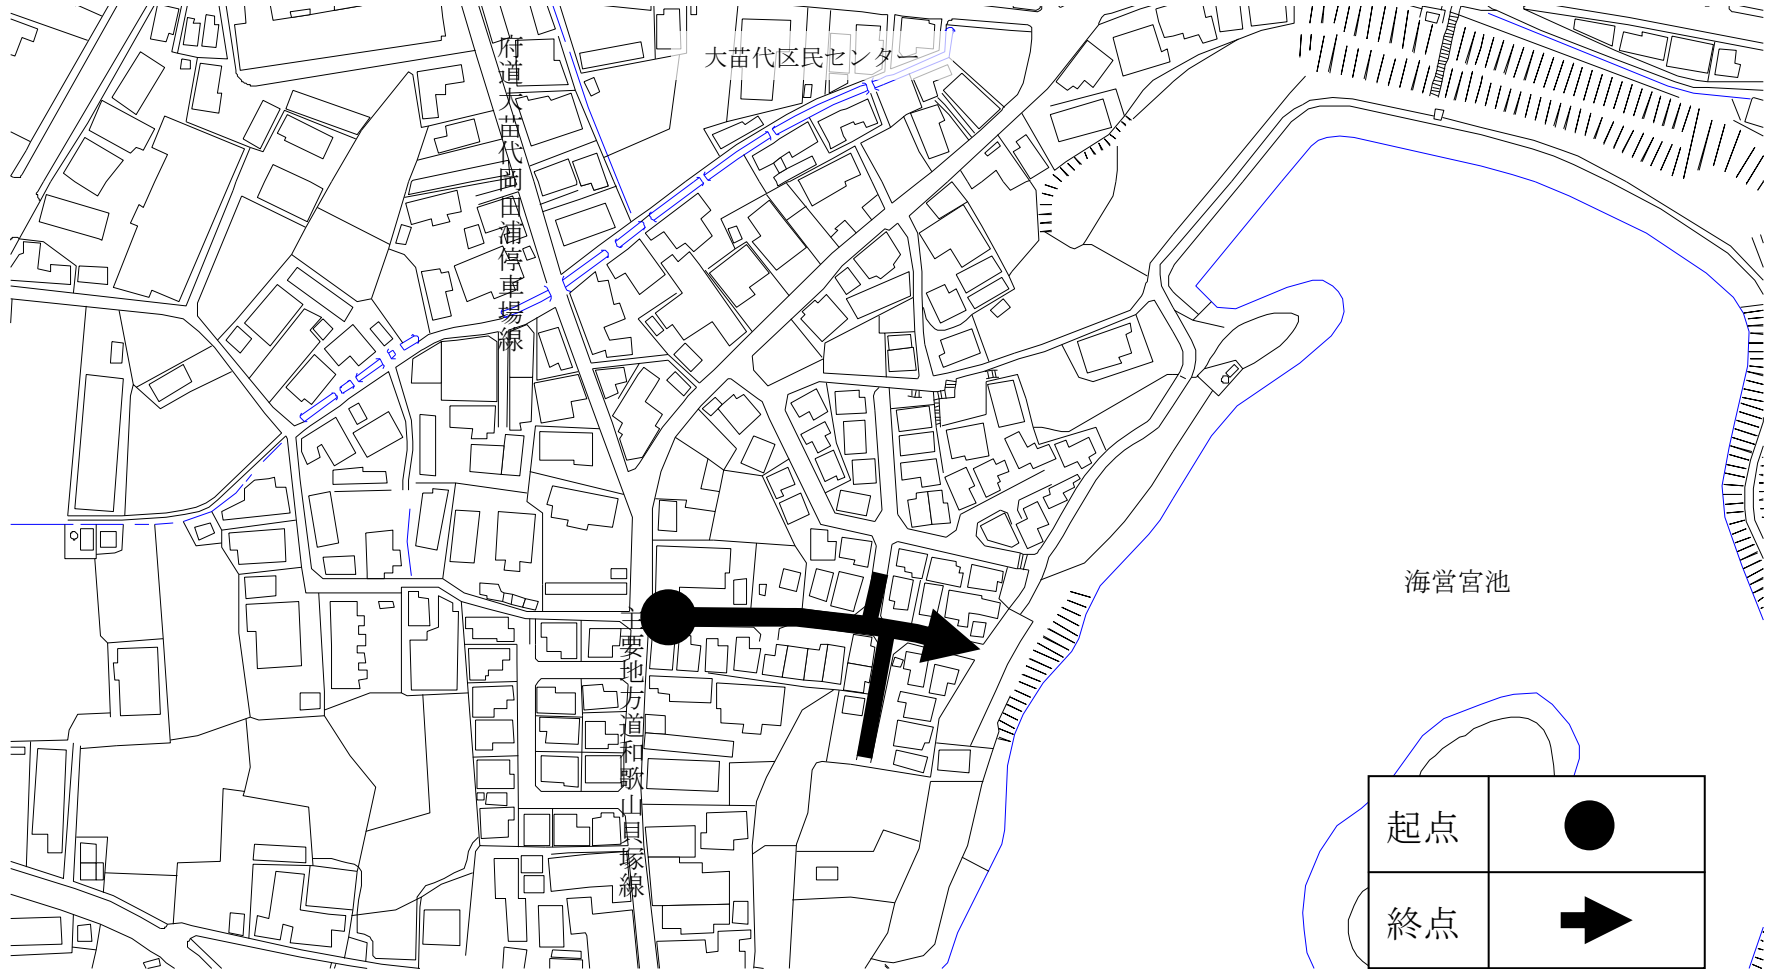 大苗代区民センター
府道大苗代岡田浦停車場線
海営宮池
主要地方道和歌山貝塚線
起点
終点